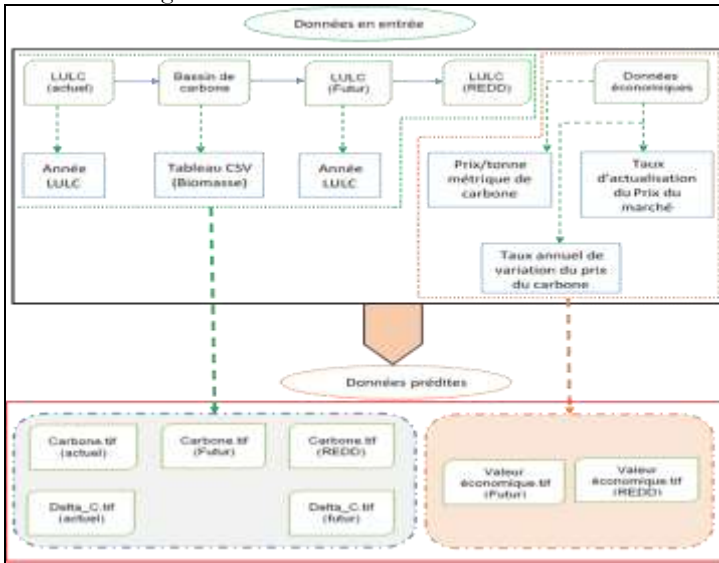 Données en entrée
LULC
(actuel)
Bassin de
carbone
LULC
(Futur)
LULC
(REDD)
Données
économiques
Année
LULC
Tableau CSV
(Biomasse)
Année
LULC
Prix/tonne
métrique de
carbone
Taux
d'actualisation
du Prix du
marché
Taux annuel de
variation du prix
du carbone
Données prédites
Carbone.tif
(actuel)
Carbone.tif
(Futur)
Carbone.tif
(REDD)
Delta_C.tif
(actuel)
Delta_C.tif
(futur)
Valeur
économique.tif
(Futur)
Valeur
économique.tif
(REDD)